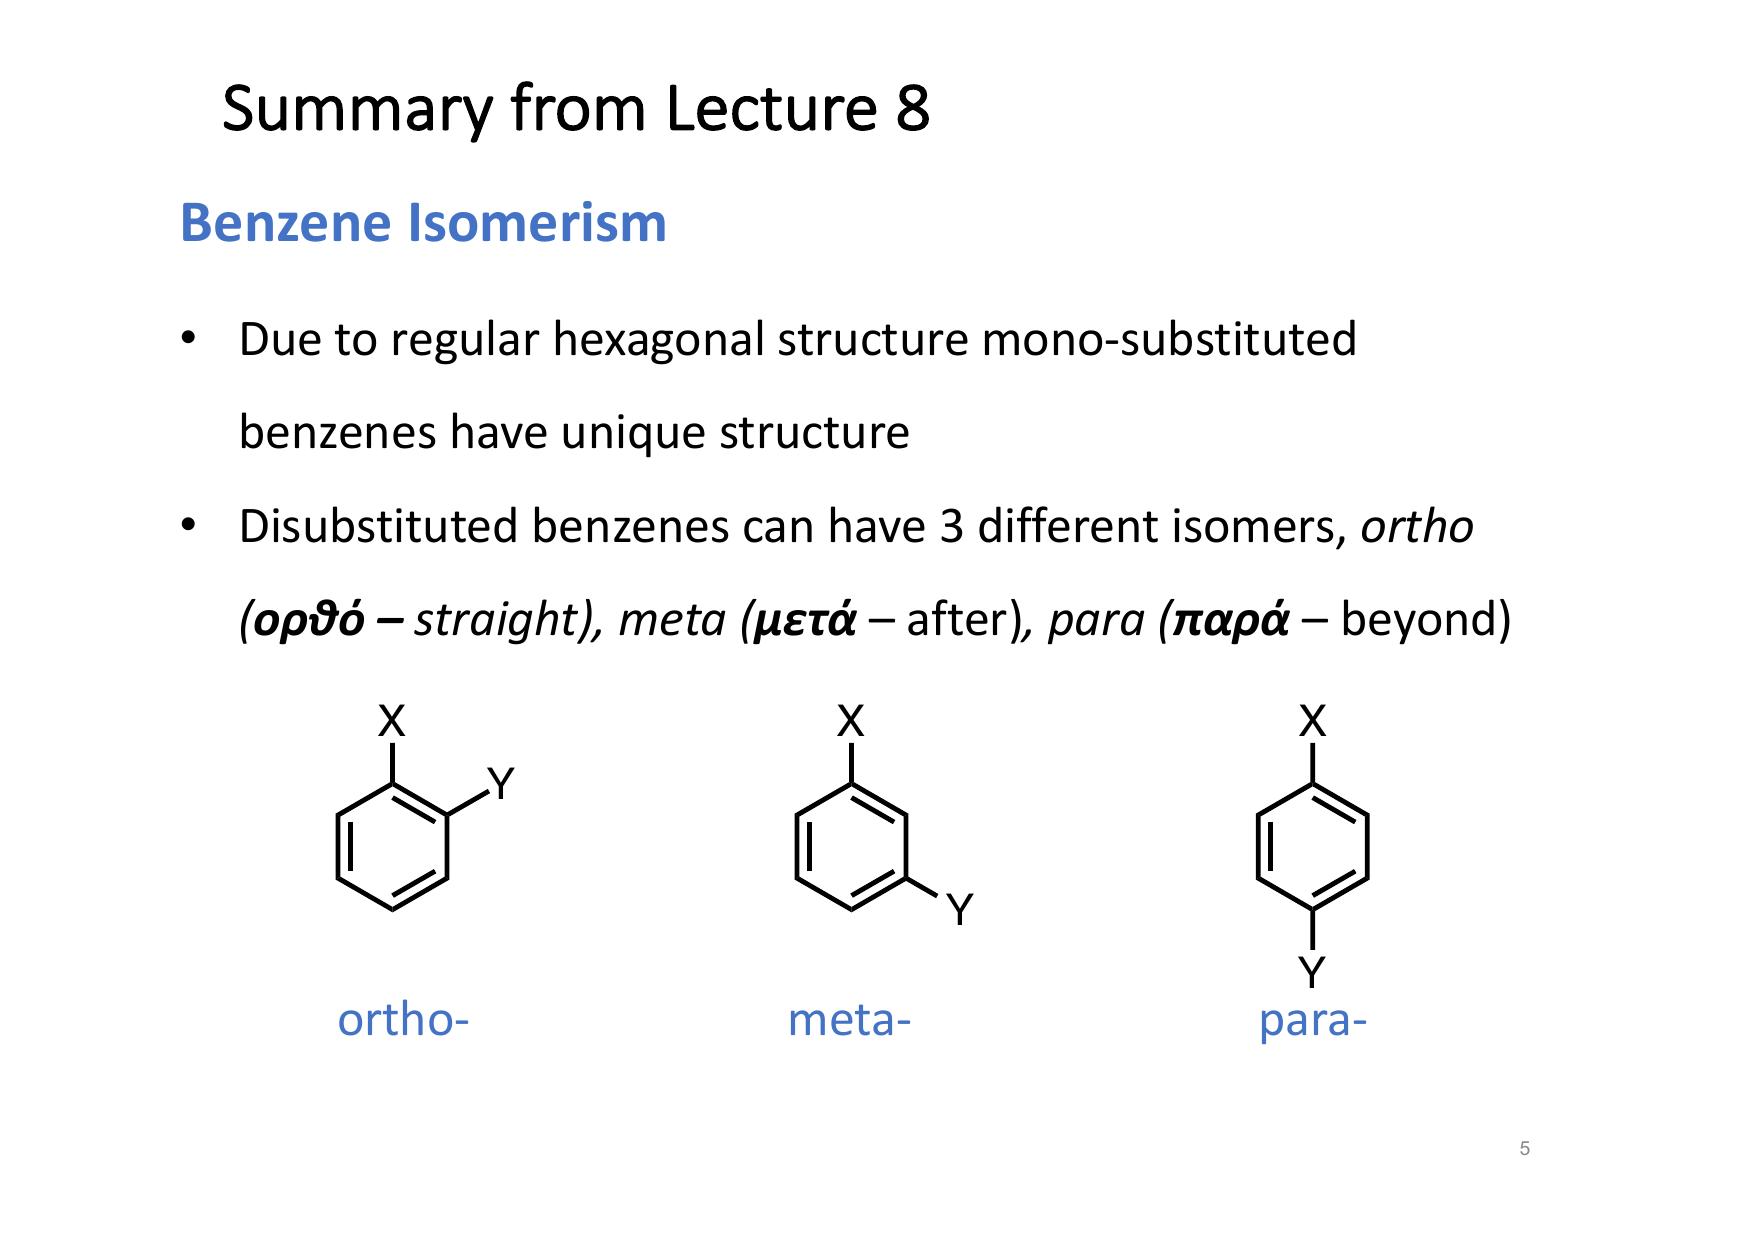 Summary from Lecture 8
Benzene Isomerism
• Due to regular hexagonal structure mono-substituted
benzenes have unique structure
• Disubstituted benzenes can have 3 different isomers, ortho
(ορϑό – straight), meta (μετά – after), para (παρά – beyond)
X X X
Y
Y
Y
ortho- meta- para-
5